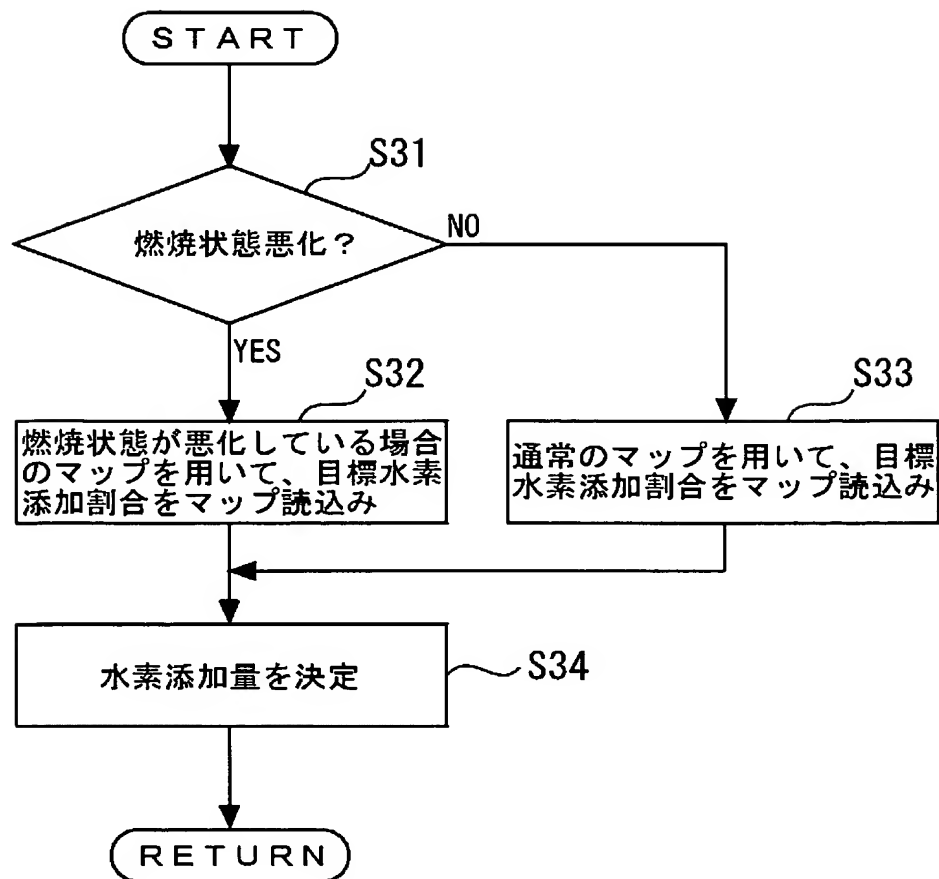 START
S31
燃焼状態悪化？
NO
YES
S32
燃焼状態が悪化している場合
のマップを用いて、目標水素
添加割合をマップ読込み
S33
通常のマップを用いて、目標
水素添加割合をマップ読込み
水素添加量を決定
S34
RETURN